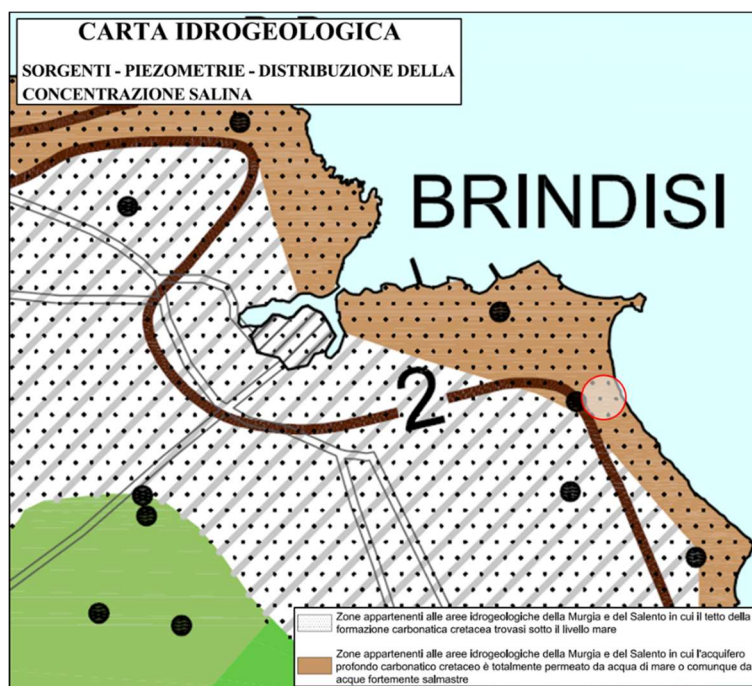 CARTA IDROGEOLOGICA
SORGENTI - PIEZOMETRIE - DISTRIBUZIONE DELLA
CONCENTRAZIONE SALINA
BRINDISI
2
Zone appartenenti alle aree idrogeologiche della Murgia e del Salento in cui il tetto della
formazione carbonatica cretacea trovasi sotto il livello mare
Zone appartenenti alle aree idrogeologiche della Murgia e del Salento in cui l'acquifero
profondo carbonatico cretaceo è totalmente permeato da acqua di mare o comunque da
acque fortemente salmastre